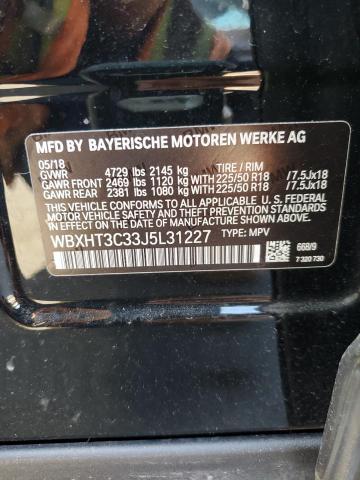 MFD BY BAYERISCHE MOTOREN WERKE AG
05/18
GVWR 4729 lbs 2145 kg TIRE / RIM
GAWR FRONT 2469 lbs 1120 kg WITH 225/50 R18 /7.5Jx18
GAWR REAR 2381 lbs 1080 kg WITH 225/50 R18 /7.5Jx18
THIS VEHICLE CONFORMS TO ALL APPLICABLE U. S. FEDERAL
MOTOR VEHICLE SAFETY, BUMPER, AND THEFT
PREVENTION STANDARDS IN EFFECT ON THE DATE OF
MANUFACTURE SHOWN ABOVE.
WBXHT3C33J5L31227 TYPE: MPV
668/9
7 320 730